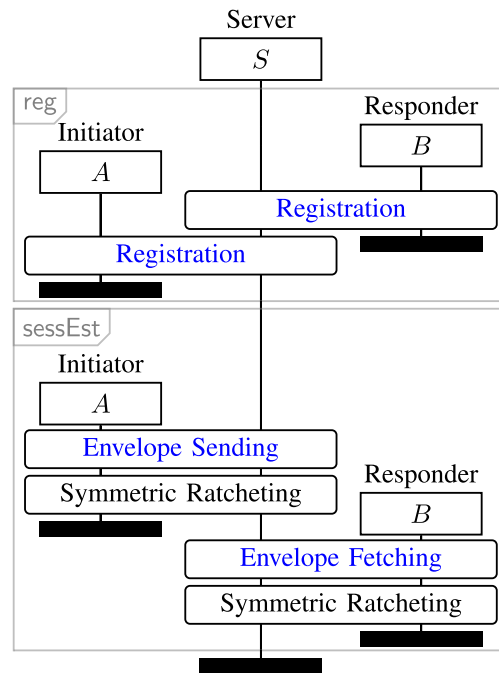 Server
S
reg
Responder
B
Initiator
A
Registration
Registration
sessEst
Initiator
A
Envelope Sending
Symmetric Ratcheting
Responder
B
Envelope Fetching
Symmetric Ratcheting